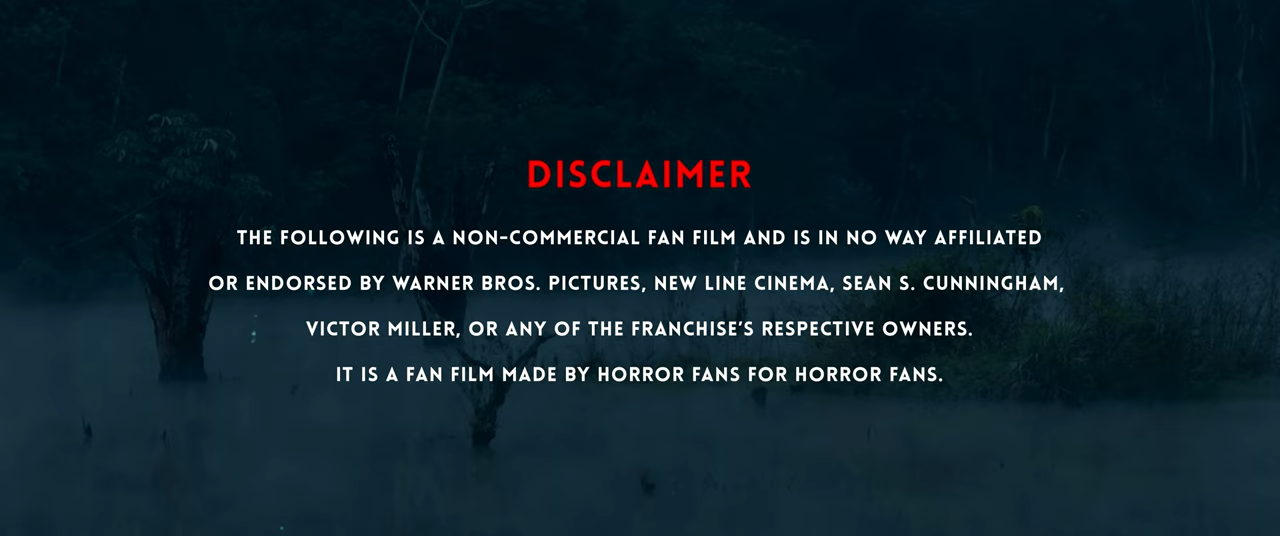 DISCLAIMER
THE FOLLOWING IS A NON-COMMERCIAL FAN FILM AND IS IN NO WAY AFFILIATED
OR ENDORSED BY WARNER BROS. PICTURES, NEW LINE CINEMA, SEAN S. CUNNINGHAM,
VICTOR MILLER, OR ANY OF THE FRANCHISE'S RESPECTIVE OWNERS.
IT IS A FAN FILM MADE BY HORROR FANS FOR HORROR FANS.